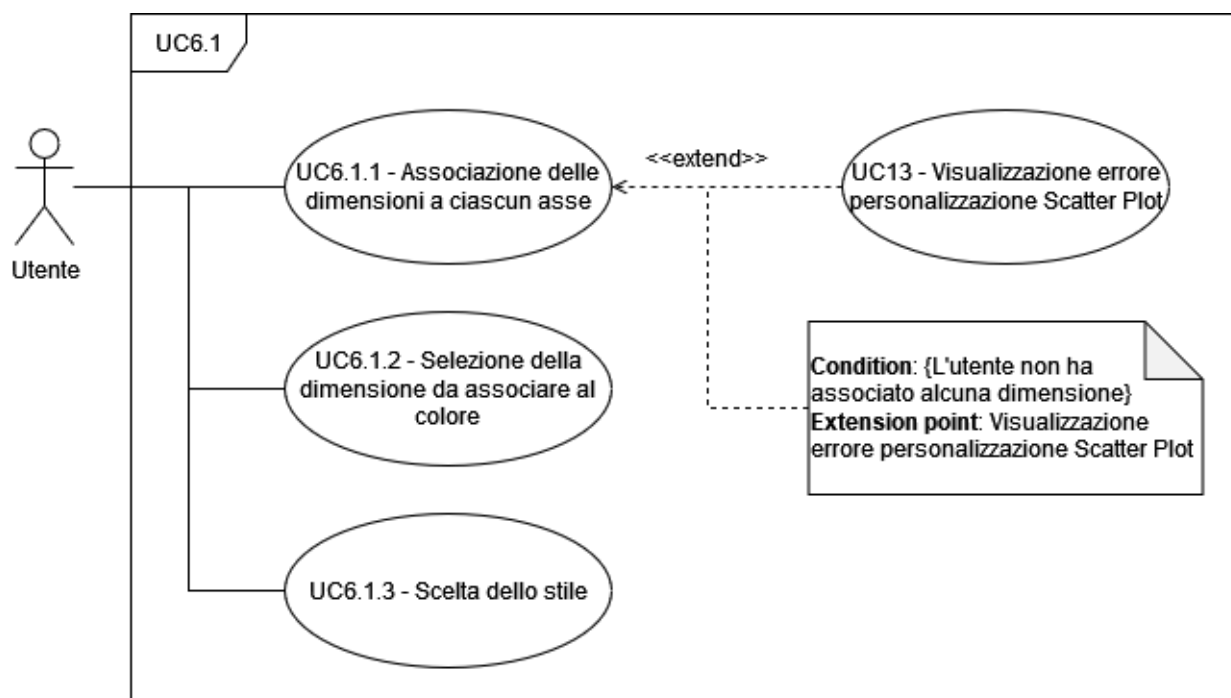 UC6.1
UC6.1.1 - Associazione delle
dimensioni a ciascun asse
<<extend>>
UC13 - Visualizzazione errore
personalizzazione Scatter Plot
Utente
UC6.1.2 - Selezione della
dimensione da associare al
colore
Condition: {L'utente non ha
associato alcuna dimensione}
Extension point: Visualizzazione
errore personalizzazione Scatter Plot
UC6.1.3 - Scelta dello stile